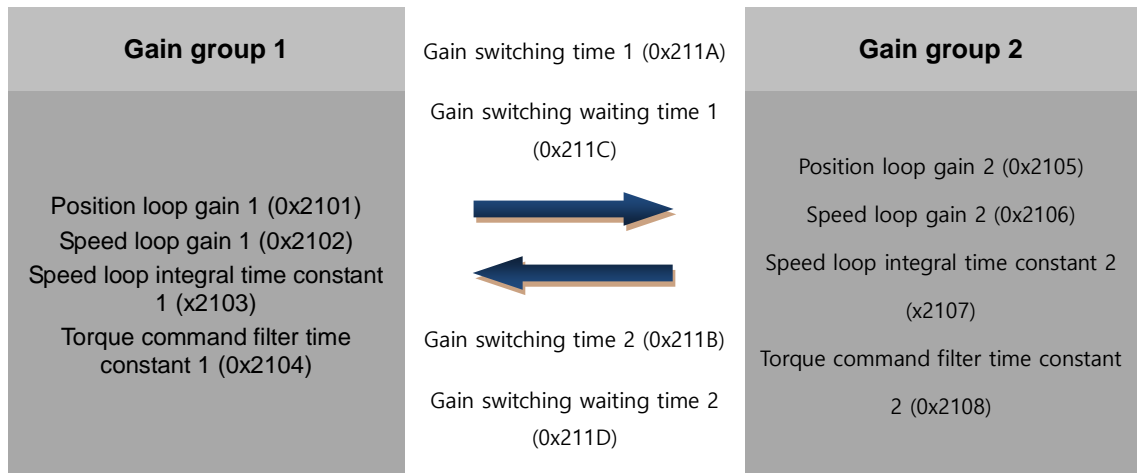 Gain group 1
Position loop gain 1 (0x2101)
Speed loop gain 1 (0x2102)
Speed loop integral time constant
1 (x2103)
Torque command filter time
constant 1 (0x2104)
Gain switching time 1 (0x211A)
Gain switching waiting time 1
(0x211C)
Gain switching time 2 (0x211B)
Gain switching waiting time 2
(0x211D)
Gain group 2
Position loop gain 2 (0x2105)
Speed loop gain 2 (0x2106)
Speed loop integral time constant 2
(x2107)
Torque command filter time constant
2 (0x2108)